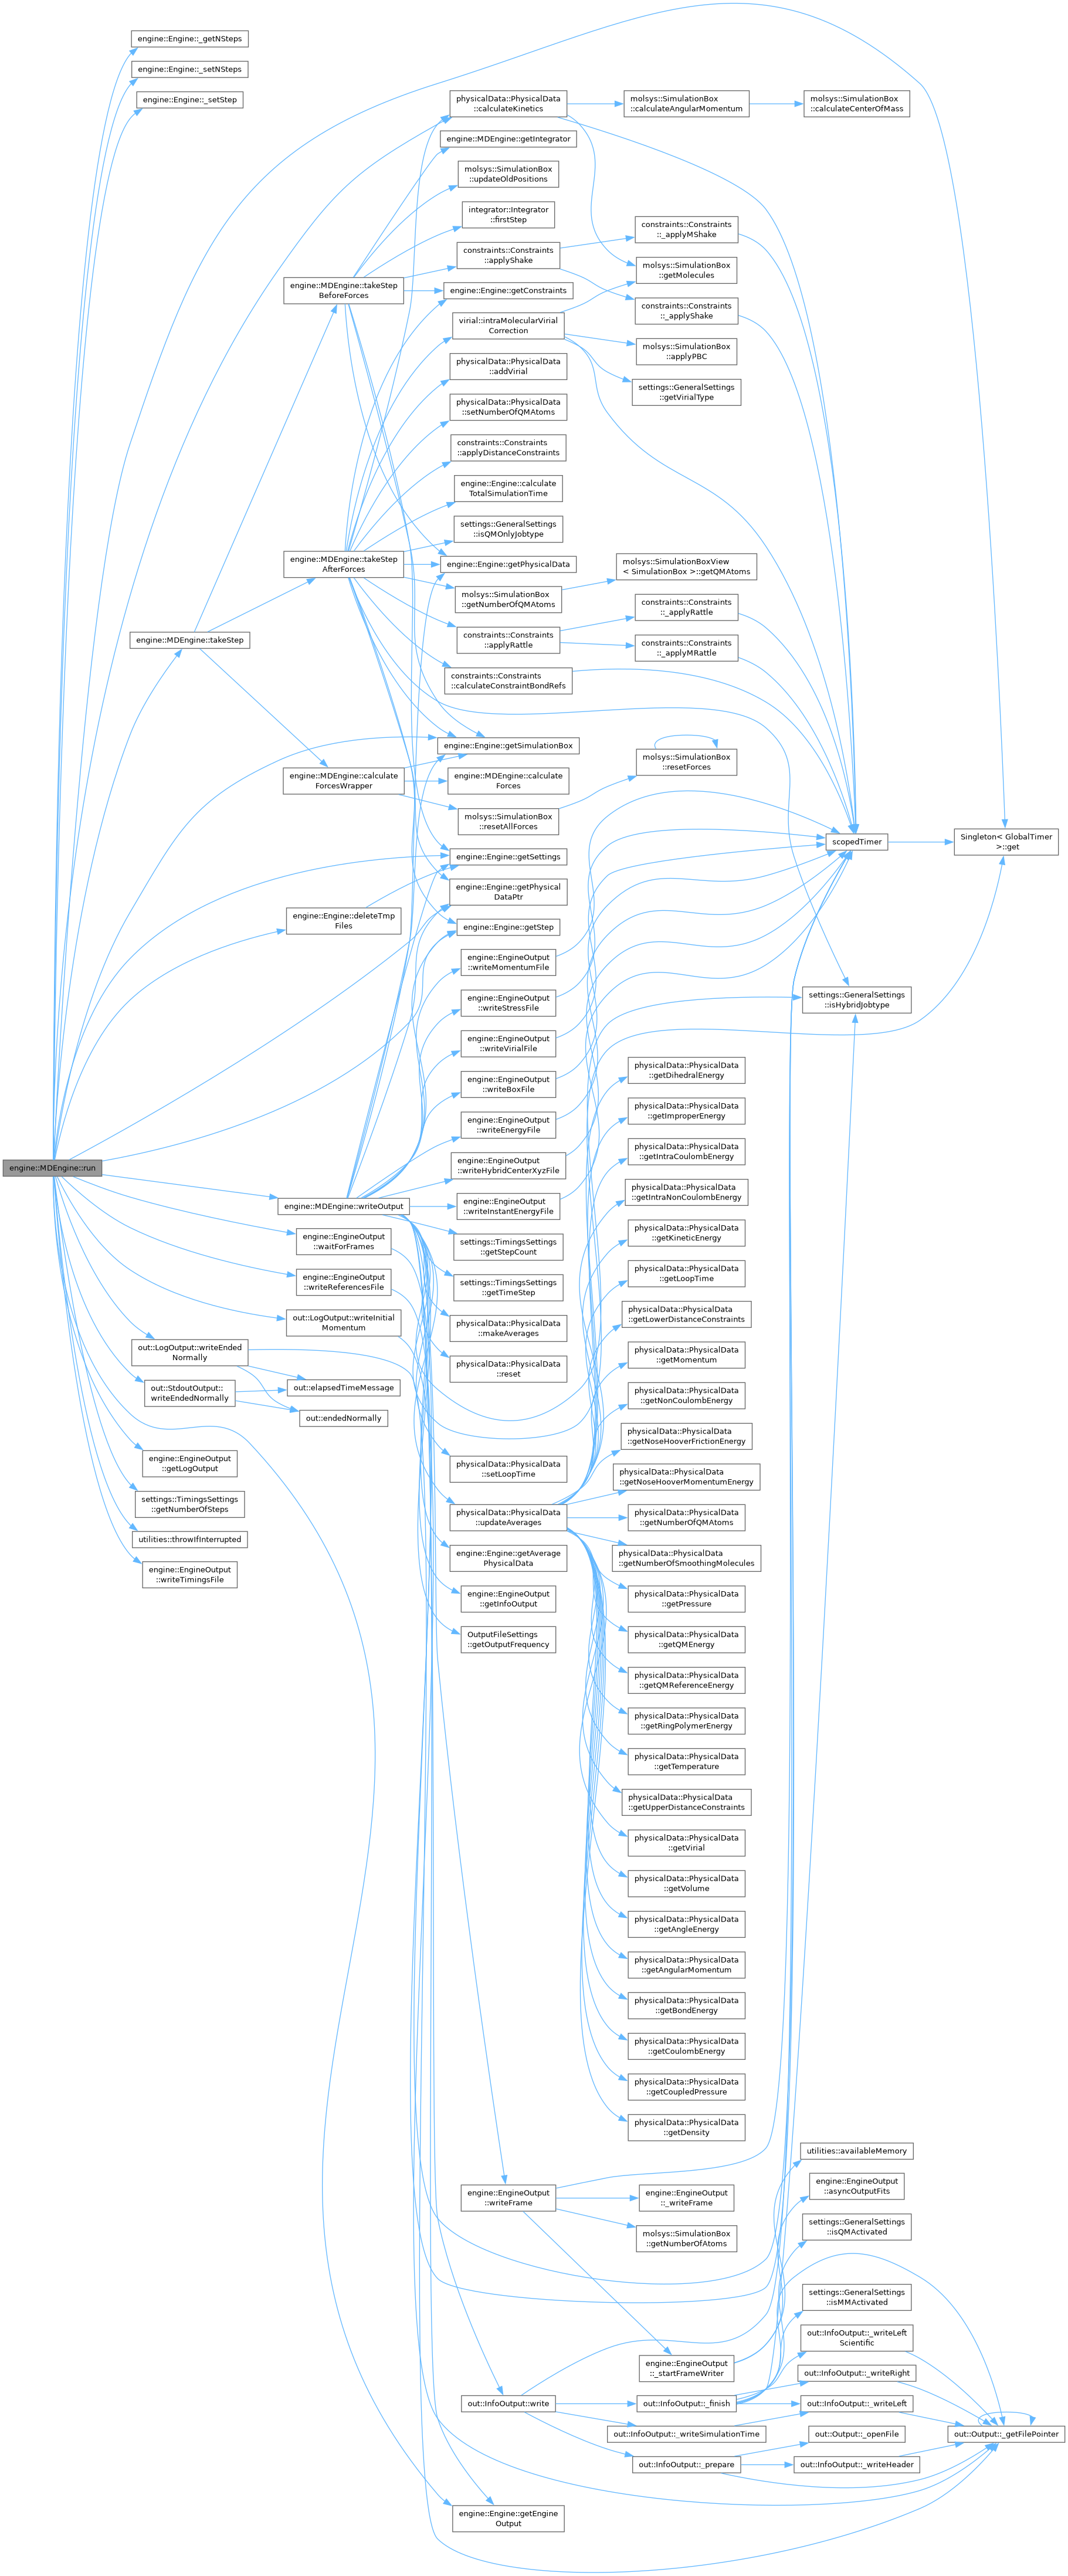 engine::MDEngine::run
engine::Engine::_getNSteps
engine::Engine::_setNSteps
engine::Engine::_setStep
engine::MDEngine::takeStep
out::LogOutput::writeEnded
Normally
out::StdoutOutput::
writeEndedNormally
engine::EngineOutput
::getLogOutput
settings::TimingsSettings
::getNumberOfSteps
utilities::throwIfInterrupted
engine::EngineOutput
::writeTimingsFile
engine::MDEngine::takeStep
BeforeForces
engine::MDEngine::takeStep
AfterForces
engine::MDEngine::calculate
ForcesWrapper
engine::Engine::deleteTmp
Files
engine::MDEngine::writeOutput
engine::EngineOutput
::waitForFrames
engine::EngineOutput
::writeReferencesFile
out::LogOutput::writeInitial
Momentum
out::elapsedTimeMessage
out::endedNormally
physicalData::PhysicalData
::calculateKinetics
engine::MDEngine::getIntegrator
molsys::SimulationBox
::updateOldPositions
integrator::Integrator
::firstStep
constraints::Constraints
::applyShake
engine::Engine::getConstraints
virial::intraMolecularVirial
Correction
physicalData::PhysicalData
::addVirial
physicalData::PhysicalData
::setNumberOfQMAtoms
constraints::Constraints
::applyDistanceConstraints
engine::Engine::calculate
TotalSimulationTime
settings::GeneralSettings
::isQMOnlyJobtype
engine::Engine::getPhysicalData
molsys::SimulationBox
::getNumberOfQMAtoms
constraints::Constraints
::applyRattle
constraints::Constraints
::calculateConstraintBondRefs
engine::Engine::getSimulationBox
engine::MDEngine::calculate
Forces
molsys::SimulationBox
::resetAllForces
engine::Engine::getSettings
engine::Engine::getPhysical
DataPtr
engine::Engine::getStep
engine::EngineOutput
::writeMomentumFile
engine::EngineOutput
::writeStressFile
engine::EngineOutput
::writeVirialFile
engine::EngineOutput
::writeBoxFile
engine::EngineOutput
::writeEnergyFile
engine::EngineOutput
::writeHybridCenterXyzFile
engine::EngineOutput
::writeInstantEnergyFile
settings::TimingsSettings
::getStepCount
settings::TimingsSettings
::getTimeStep
physicalData::PhysicalData
::makeAverages
physicalData::PhysicalData
::reset
physicalData::PhysicalData
::setLoopTime
physicalData::PhysicalData
::updateAverages
engine::Engine::getAverage
PhysicalData
engine::EngineOutput
::getInfoOutput
OutputFileSettings
::getOutputFrequency
engine::EngineOutput
::writeFrame
out::InfoOutput::write
engine::Engine::getEngine
Output
molsys::SimulationBox
::calculateAngularMomentum
constraints::Constraints
::_applyMShake
molsys::SimulationBox
::getMolecules
constraints::Constraints
::_applyShake
molsys::SimulationBox
::applyPBC
settings::GeneralSettings
::getVirialType
molsys::SimulationBoxView
< SimulationBox >::getQMAtoms
constraints::Constraints
::_applyRattle
constraints::Constraints
::_applyMRattle
molsys::SimulationBox
::resetForces
physicalData::PhysicalData
::getDihedralEnergy
physicalData::PhysicalData
::getImproperEnergy
physicalData::PhysicalData
::getIntraCoulombEnergy
physicalData::PhysicalData
::getIntraNonCoulombEnergy
physicalData::PhysicalData
::getKineticEnergy
physicalData::PhysicalData
::getLoopTime
physicalData::PhysicalData
::getLowerDistanceConstraints
physicalData::PhysicalData
::getMomentum
physicalData::PhysicalData
::getNonCoulombEnergy
physicalData::PhysicalData
::getNoseHooverFrictionEnergy
physicalData::PhysicalData
::getNoseHooverMomentumEnergy
physicalData::PhysicalData
::getNumberOfQMAtoms
physicalData::PhysicalData
::getNumberOfSmoothingMolecules
physicalData::PhysicalData
::getPressure
physicalData::PhysicalData
::getQMEnergy
physicalData::PhysicalData
::getQMReferenceEnergy
physicalData::PhysicalData
::getRingPolymerEnergy
physicalData::PhysicalData
::getTemperature
physicalData::PhysicalData
::getUpperDistanceConstraints
physicalData::PhysicalData
::getVirial
physicalData::PhysicalData
::getVolume
physicalData::PhysicalData
::getAngleEnergy
physicalData::PhysicalData
::getAngularMomentum
physicalData::PhysicalData
::getBondEnergy
physicalData::PhysicalData
::getCoulombEnergy
physicalData::PhysicalData
::getCoupledPressure
physicalData::PhysicalData
::getDensity
engine::EngineOutput
::_writeFrame
molsys::SimulationBox
::getNumberOfAtoms
engine::EngineOutput
::_startFrameWriter
out::InfoOutput::_finish
out::InfoOutput::_writeSimulationTime
out::InfoOutput::_prepare
molsys::SimulationBox
::calculateCenterOfMass
scopedTimer
settings::GeneralSettings
::isHybridJobtype
utilities::availableMemory
engine::EngineOutput
::asyncOutputFits
settings::GeneralSettings
::isQMActivated
settings::GeneralSettings
::isMMActivated
out::InfoOutput::_writeLeft
Scientific
out::InfoOutput::_writeRight
out::InfoOutput::_writeLeft
out::Output::_openFile
out::InfoOutput::_writeHeader
Singleton< GlobalTimer
>::get
out::Output::_getFilePointer